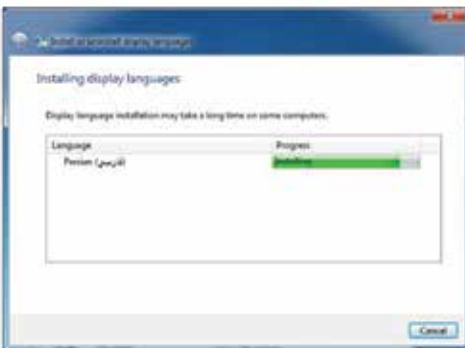 Install or uninstall display languages
Installing display languages
Display language installation may take a long time on some computers.
Language Progress
Persian (فارسی) Installing
Cancel